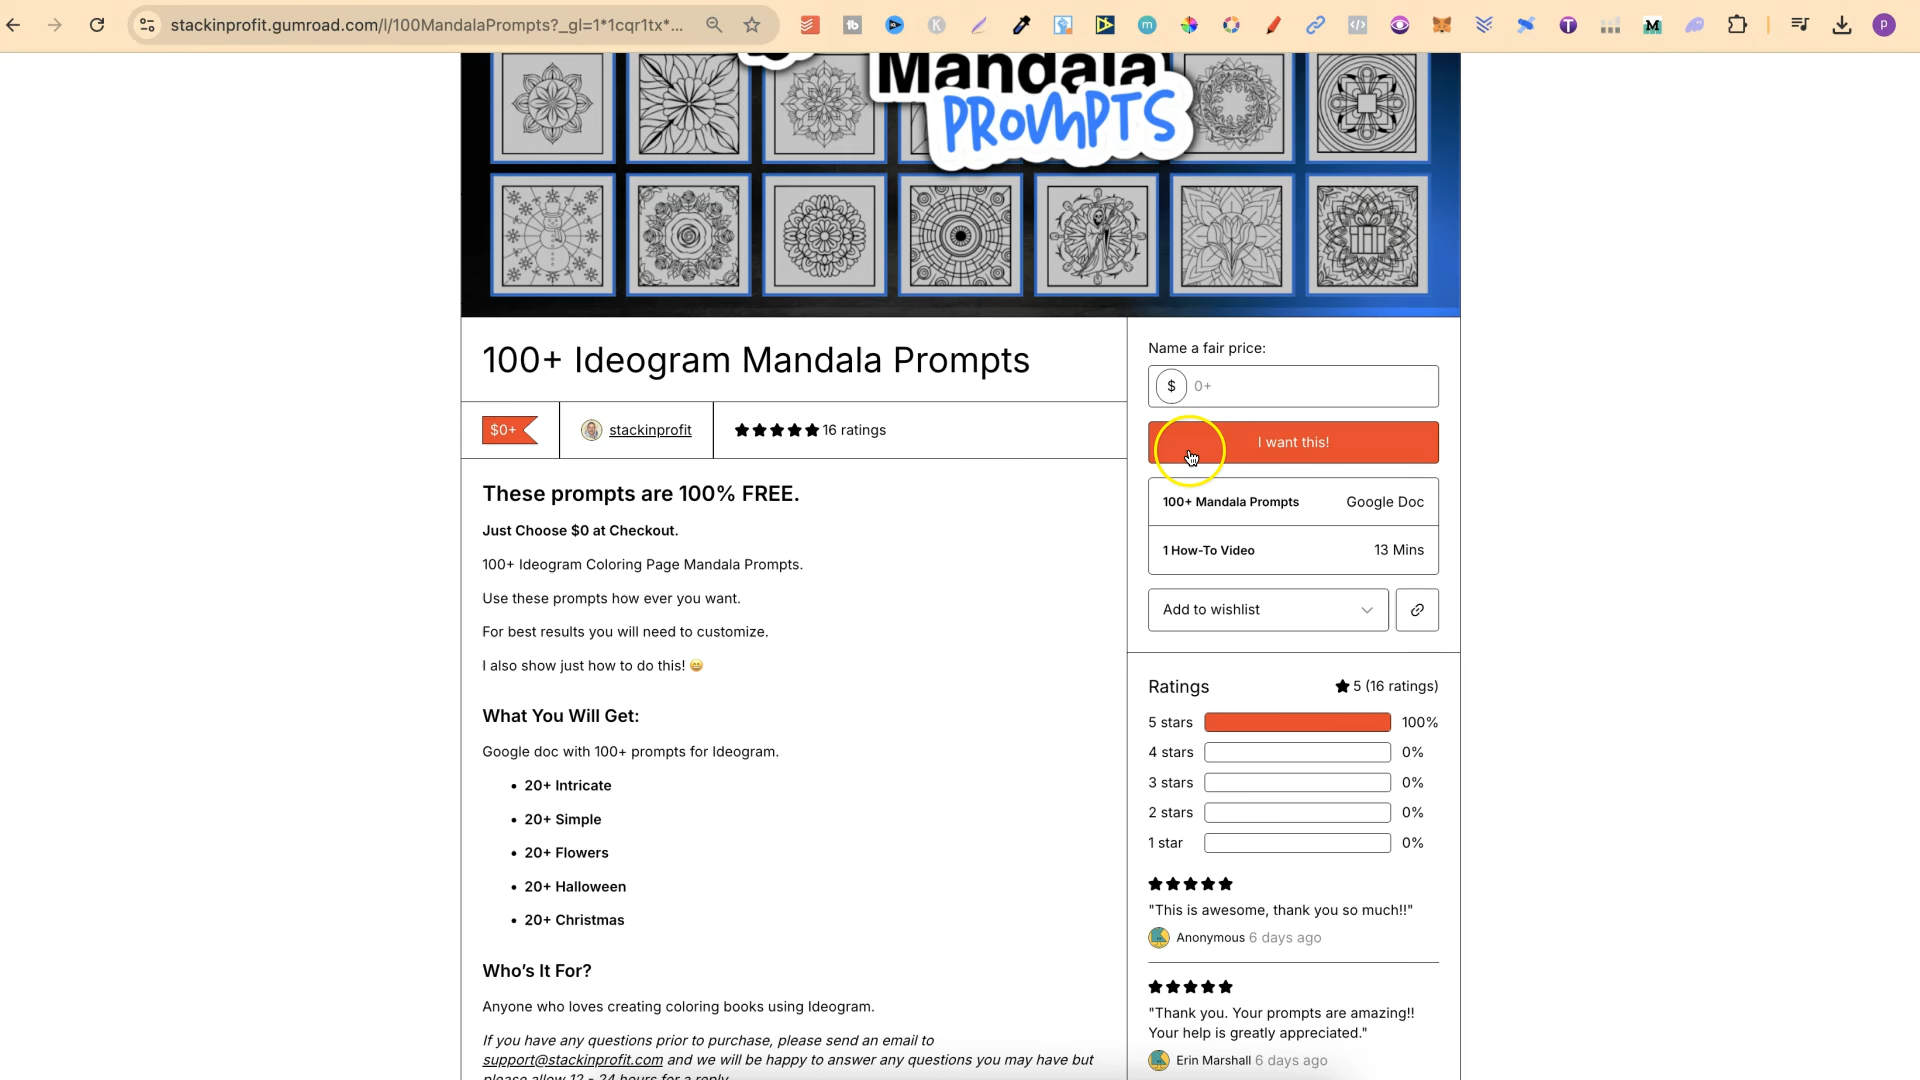 stackinprofit.gumroad.com/l/100MandalaPrompts?_gl=1*1cqr1tx*...
Mandala
PROMPTS
100+ Ideogram Mandala Prompts
$0+
stackinprofit
16 ratings
These prompts are 100% FREE.
Just Choose $0 at Checkout.
100+ Ideogram Coloring Page Mandala Prompts.
Use these prompts how ever you want.
For best results you will need to customize.
I also show just how to do this! 😄
What You Will Get:
Google doc with 100+ prompts for Ideogram.
• 20+ Intricate
• 20+ Simple
• 20+ Flowers
• 20+ Halloween
• 20+ Christmas
Who's It For?
Anyone who loves creating coloring books using Ideogram.
If you have any questions prior to purchase, please send an email to
support@stackinprofit.com and we will be happy to answer any questions you may have but
please allow 12 - 24 hours for a reply.
Name a fair price:
$ 0+
I want this!
100+ Mandala Prompts Google Doc
1 How-To Video 13 Mins
Add to wishlist
Ratings ★ 5 (16 ratings)
5 stars 100%
4 stars 0%
3 stars 0%
2 stars 0%
1 star 0%
"This is awesome, thank you so much!!"
Anonymous 6 days ago
"Thank you. Your prompts are amazing!!
Your help is greatly appreciated."
Erin Marshall 6 days ago